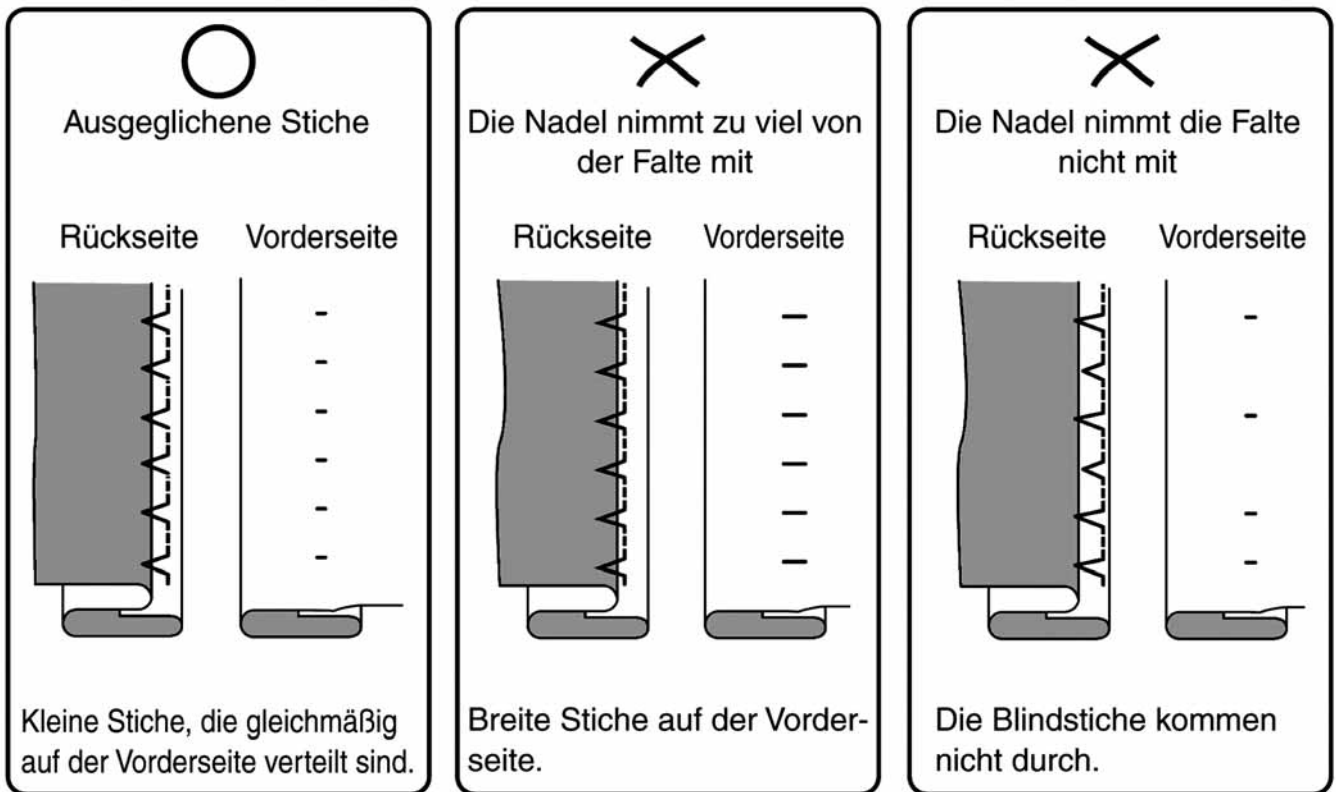 Ausgeglichene Stiche
Rückseite Vorderseite
Kleine Stiche, die gleichmäßig
auf der Vorderseite verteilt sind.
Die Nadel nimmt zu viel von
der Falte mit
Rückseite Vorderseite
Breite Stiche auf der Vorder-
seite.
Die Nadel nimmt die Falte
nicht mit
Rückseite Vorderseite
Die Blindstiche kommen
nicht durch.